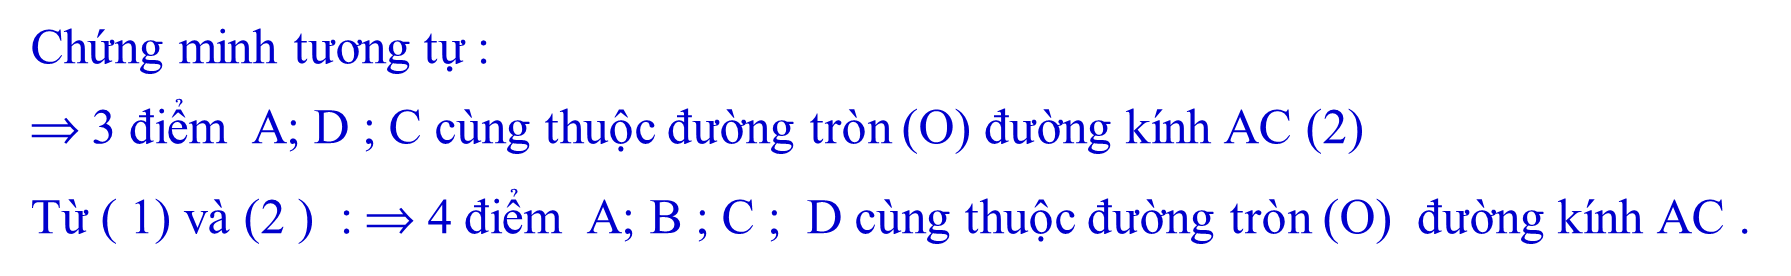 Chứng minh tương tự :
⇒ 3 điểm A; D ; C cùng thuộc đường tròn (O) đường kính AC (2)
Từ ( 1) và (2 ) : ⇒ 4 điểm A; B ; C ; D cùng thuộc đường tròn (O) đường kính AC .